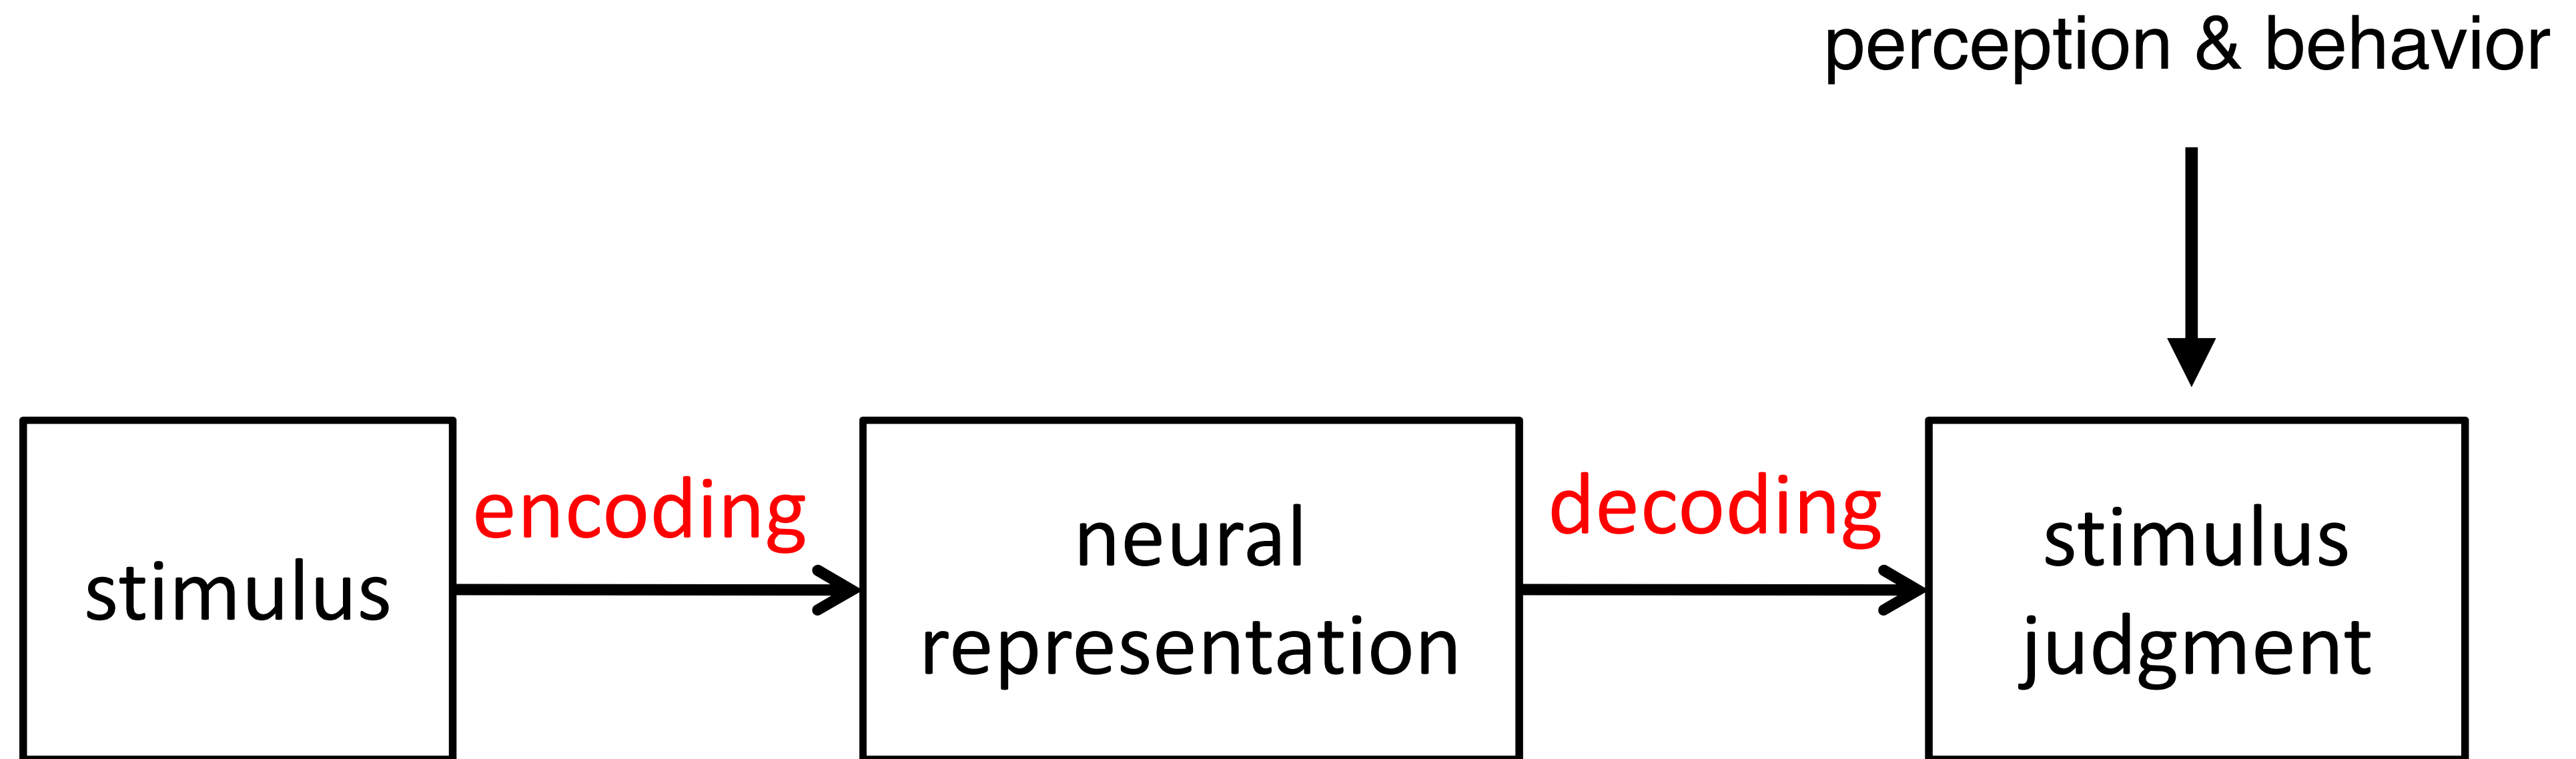 perception & behavior
stimulus
encoding
neural
representation
decoding
stimulus
judgment